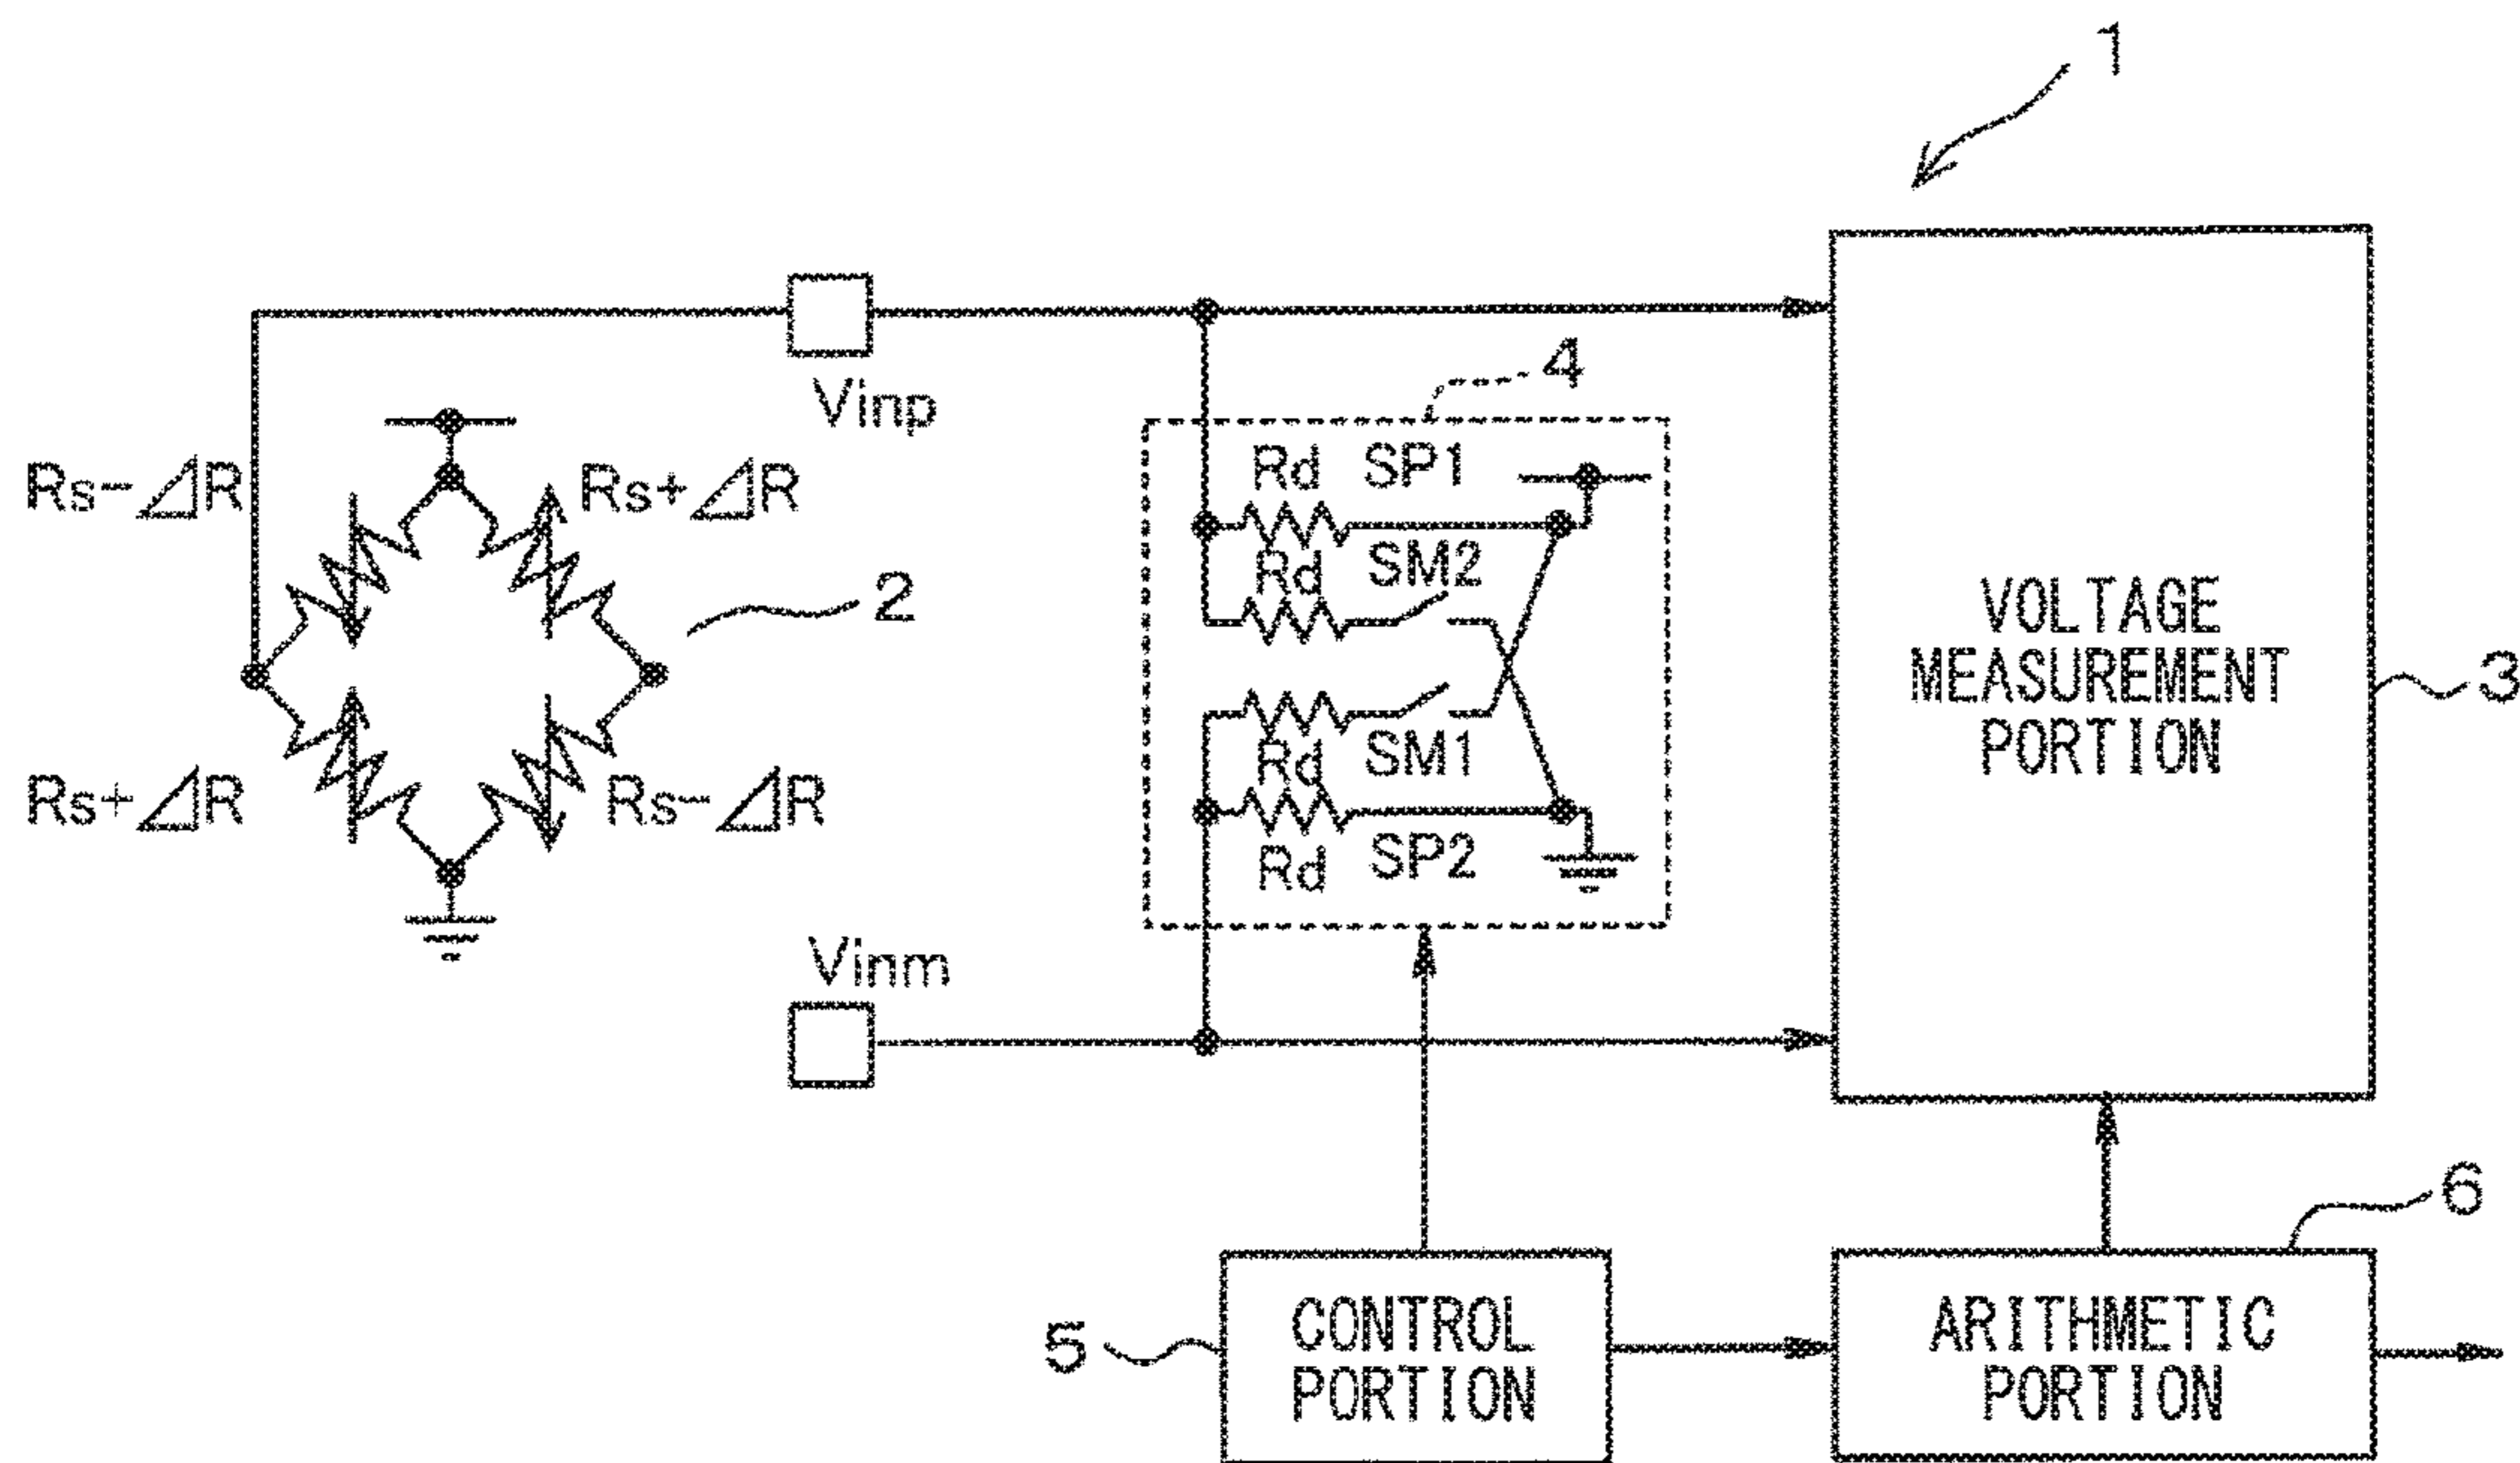 1
Vinp
4
Rs-⊿R
Rs+⊿R
Rd SP1
Rd SM2
2
VOLTAGE
MEASUREMENT
PORTION
3
Rd SM1
Rs+⊿R
Rs-⊿R
Rd SP2
Vinm
6
5
CONTROL
PORTION
ARITHMETIC
PORTION